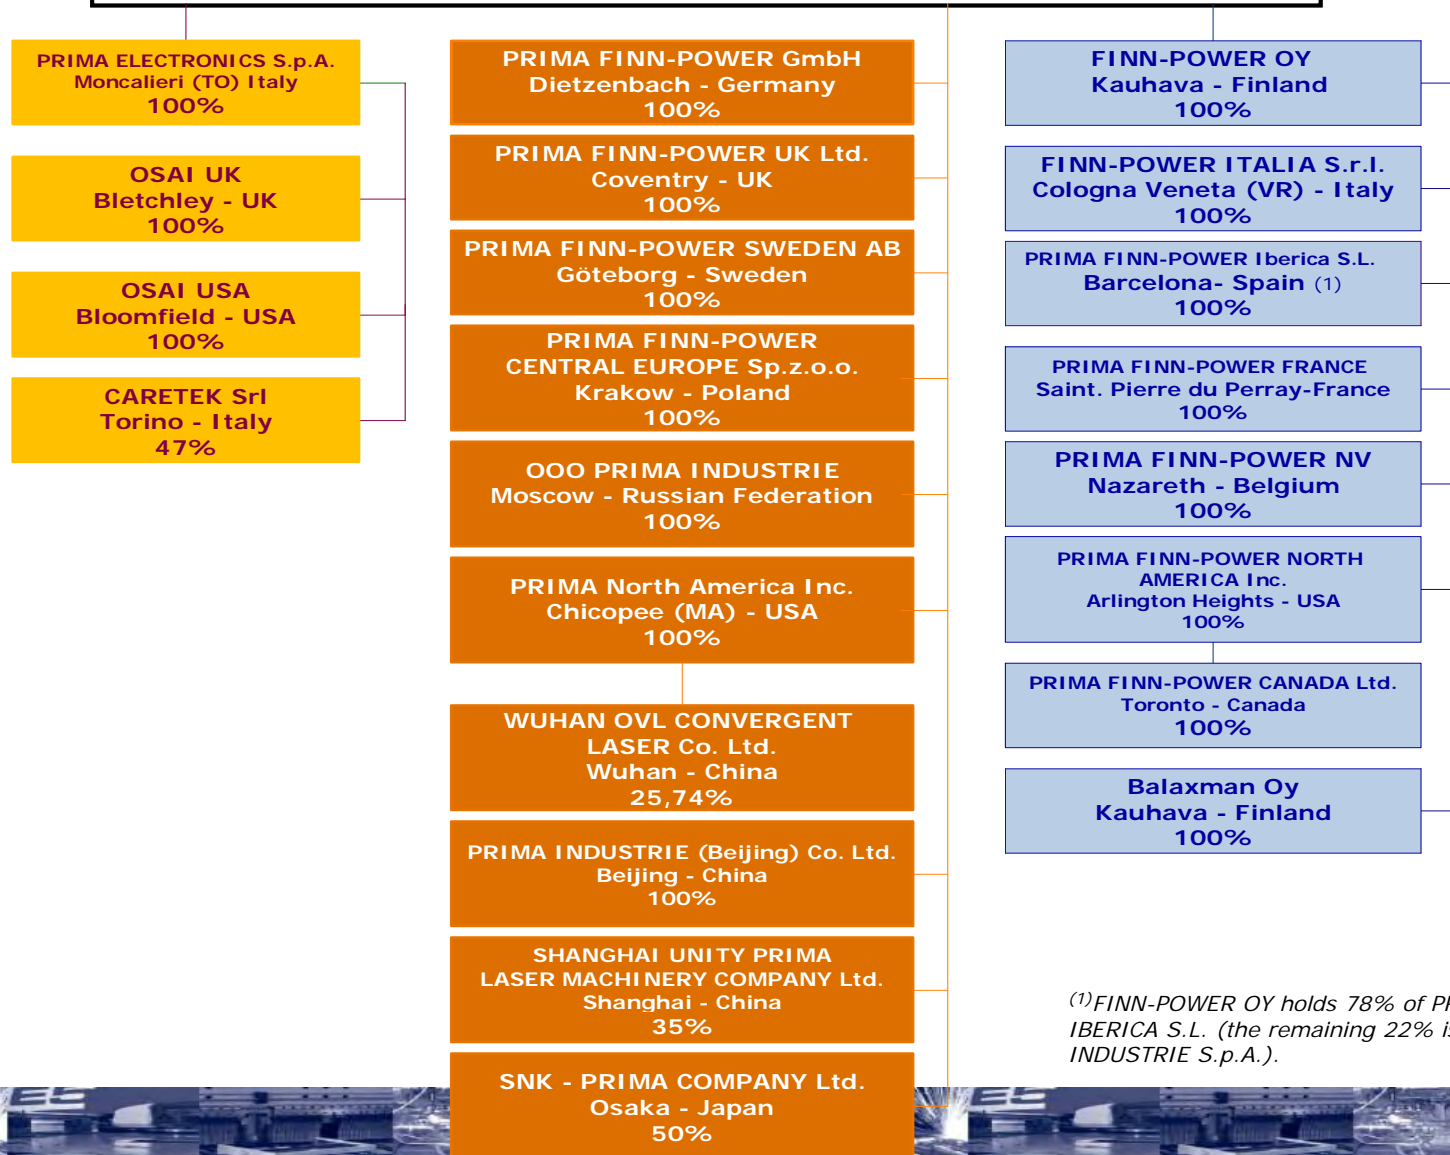 PRIMA ELECTRONICS S.p.A.
Moncalieri (TO) Italy
100%
OSAI UK
Bletchley - UK
100%
OSAI USA
Bloomfield - USA
100%
CARETEK Srl
Torino - Italy
47%
PRIMA FINN-POWER GmbH
Dietzenbach - Germany
100%
PRIMA FINN-POWER UK Ltd.
Coventry - UK
100%
PRIMA FINN-POWER SWEDEN AB
Göteborg - Sweden
100%
PRIMA FINN-POWER
CENTRAL EUROPE Sp.z.o.o.
Krakow - Poland
100%
OOO PRIMA INDUSTRIE
Moscow - Russian Federation
100%
PRIMA North America Inc.
Chicopee (MA) - USA
100%
WUHAN OVL CONVERGENT
LASER Co. Ltd.
Wuhan - China
25,74%
PRIMA INDUSTRIE (Beijing) Co. Ltd.
Beijing - China
100%
SHANGHAI UNITY PRIMA
LASER MACHINERY COMPANY Ltd.
Shanghai - China
35%
SNK - PRIMA COMPANY Ltd.
Osaka - Japan
50%
FINN-POWER OY
Kauhava - Finland
100%
FINN-POWER ITALIA S.r.l.
Cologna Veneta (VR) - Italy
100%
PRIMA FINN-POWER Iberica S.L.
Barcelona- Spain (1)
100%
PRIMA FINN-POWER FRANCE
Saint. Pierre du Perray-France
100%
PRIMA FINN-POWER NV
Nazareth - Belgium
100%
PRIMA FINN-POWER NORTH
AMERICA Inc.
Arlington Heights - USA
100%
PRIMA FINN-POWER CANADA Ltd.
Toronto - Canada
100%
Balaxman Oy
Kauhava - Finland
100%
(1)FINN-POWER OY holds 78% of
IBERICA S.L. (the remaining 22%
INDUSTRIE S.p.A.).